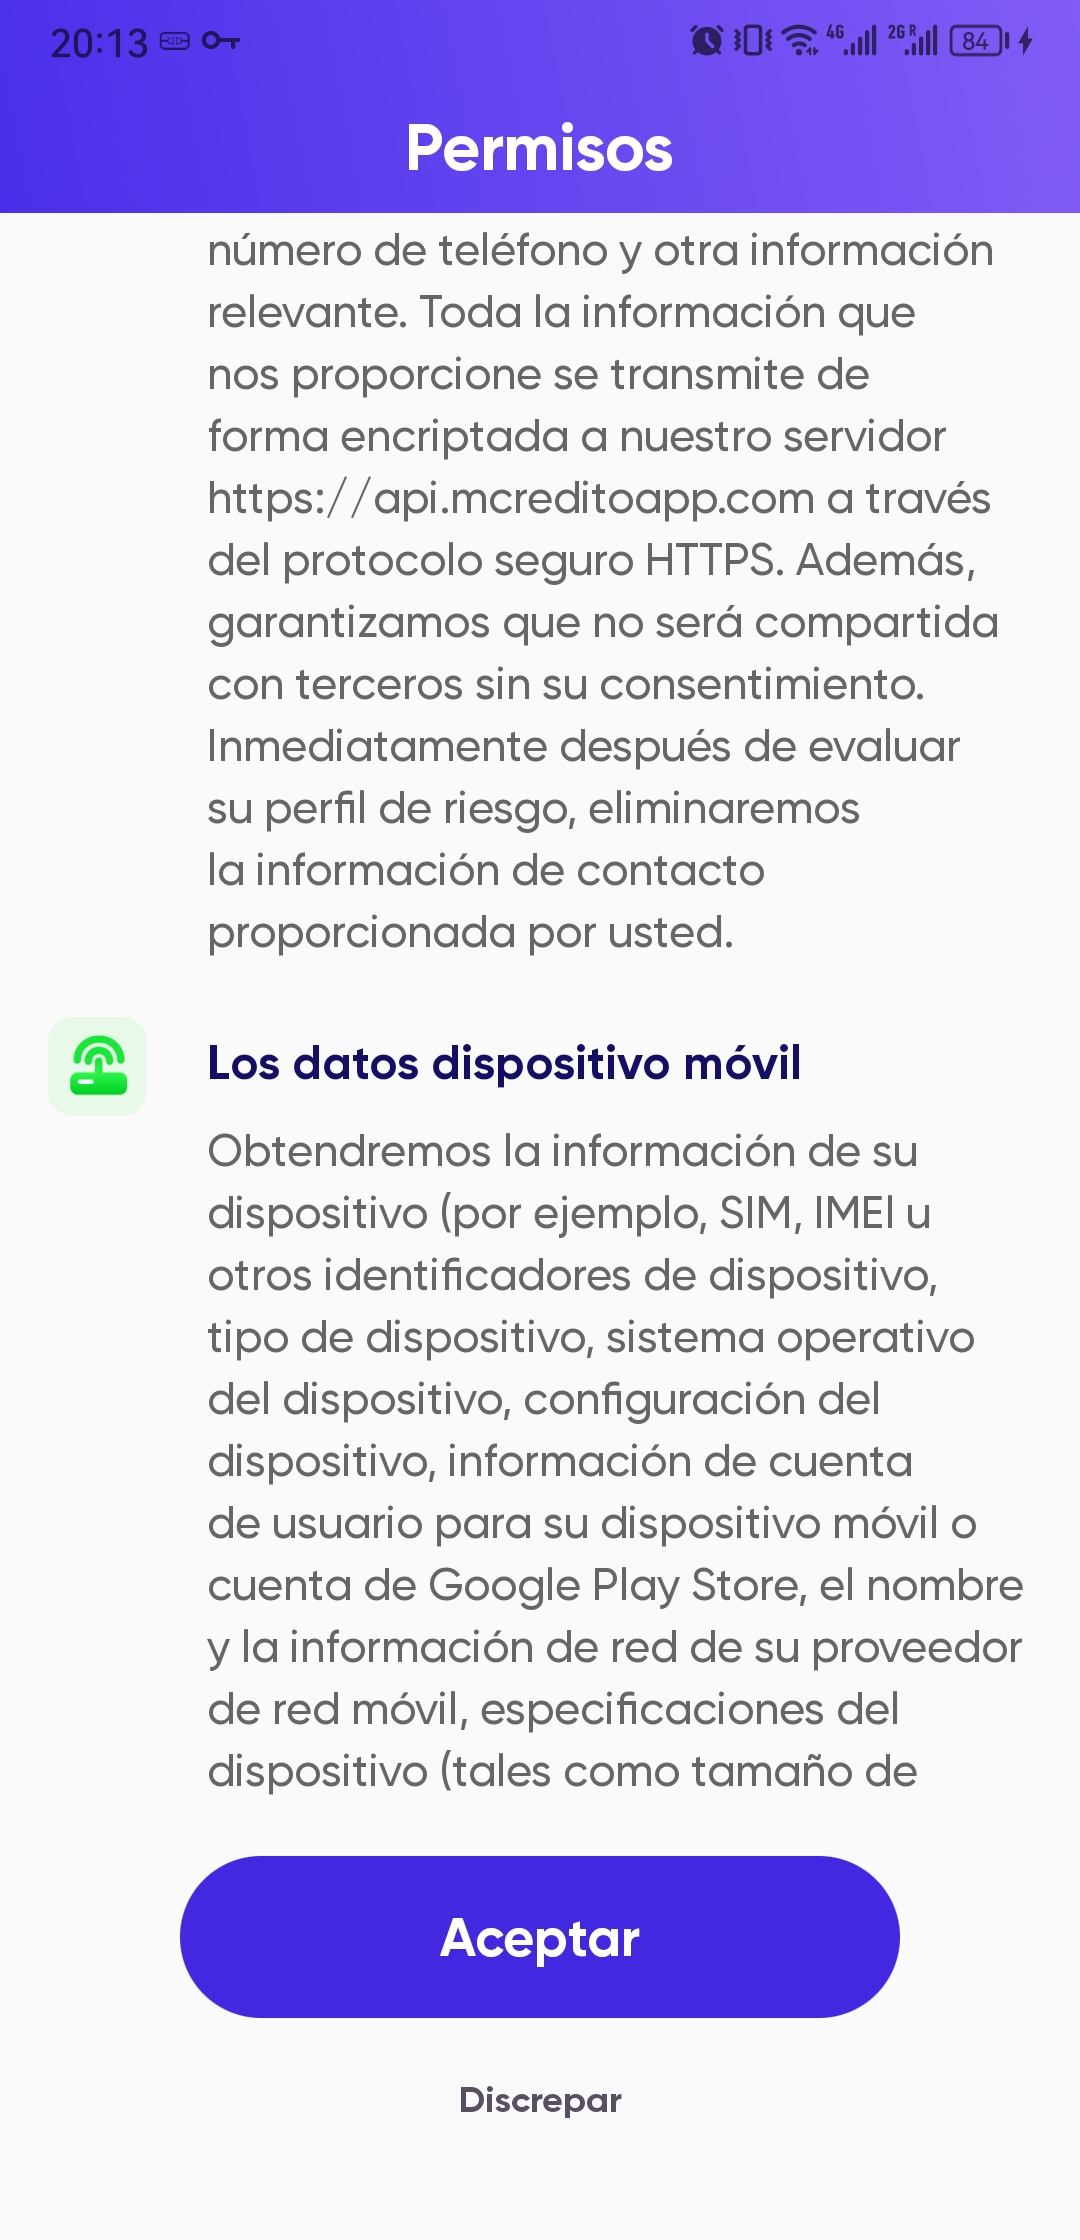 20:13
4G
2G R
84
Permisos
número de teléfono y otra información
relevante. Toda la información que
nos proporcione se transmite de
forma encriptada a nuestro servidor
https://api.mcreditoapp.com a través
del protocolo seguro HTTPS. Además,
garantizamos que no será compartida
con terceros sin su consentimiento.
Inmediatamente después de evaluar
su perfil de riesgo, eliminaremos
la información de contacto
proporcionada por usted.
Los datos dispositivo móvil
Obtendremos la información de su
dispositivo (por ejemplo, SIM, IMEl u
otros identificadores de dispositivo,
tipo de dispositivo, sistema operativo
del dispositivo, configuración del
dispositivo, información de cuenta
de usuario para su dispositivo móvil o
cuenta de Google Play Store, el nombre
y la información de red de su proveedor
de red móvil, especificaciones del
dispositivo (tales como tamaño de
Aceptar
Discrepar